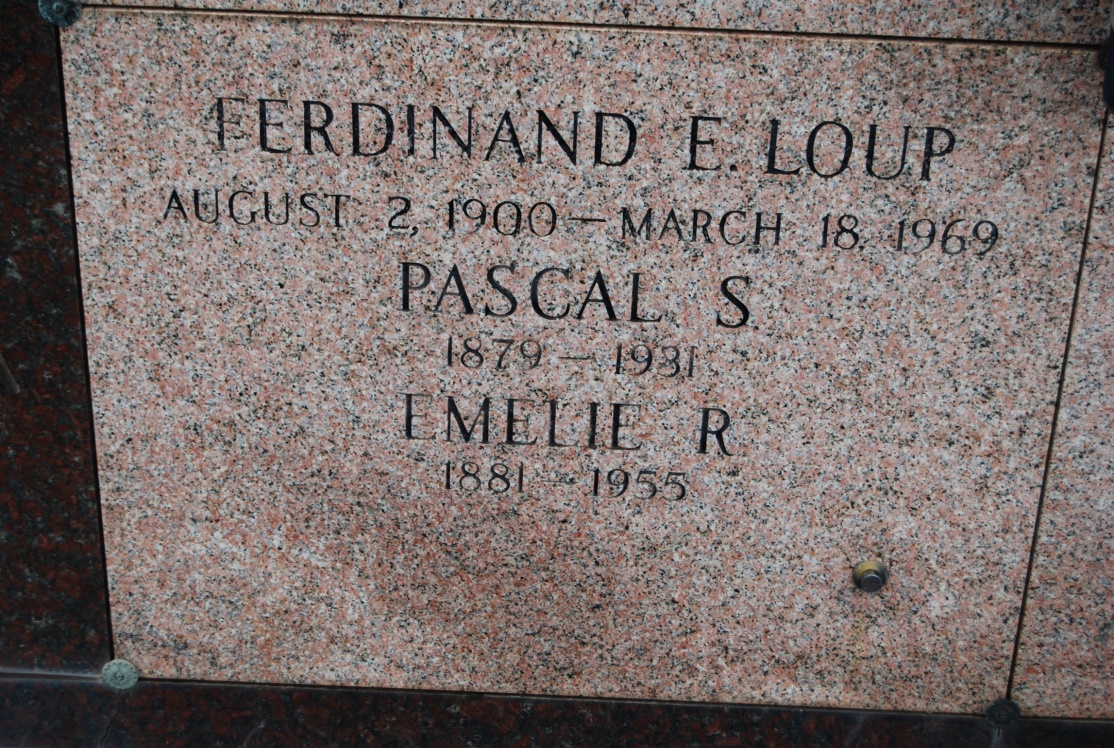 FERDINAND E. LOUP
AUGUST 2, 1900 — MARCH 18, 1969
PASCAL S
1879 — 1931
EMELIE R
1881 - 1955